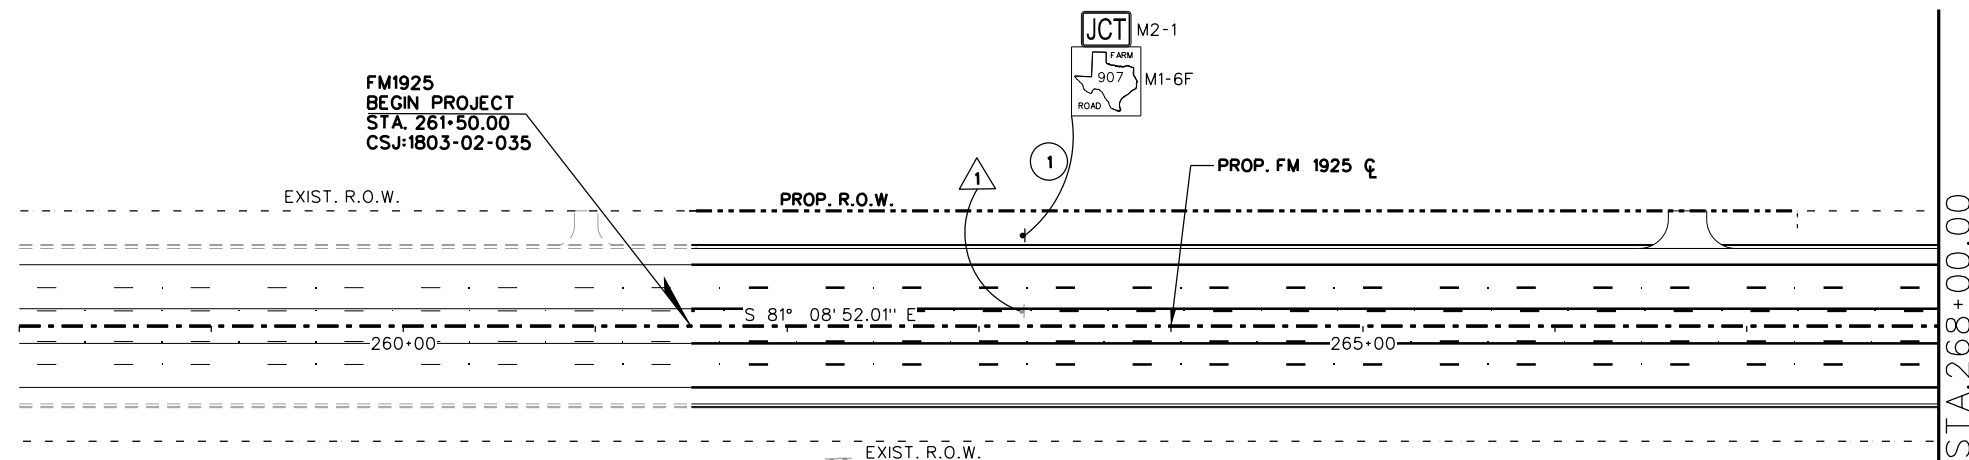 JCT M2-1
FARM
907 M1-6F
ROAD
FM1925
BEGIN PROJECT
STA. 261+50.00
CSJ:1803-02-035
1
1
PROP. FM 1925 ℄
EXIST. R.O.W.
PROP. R.O.W.
S 81° 08' 52.01" E
260+00
265+00
EXIST. R.O.W.
STA.268+00.00